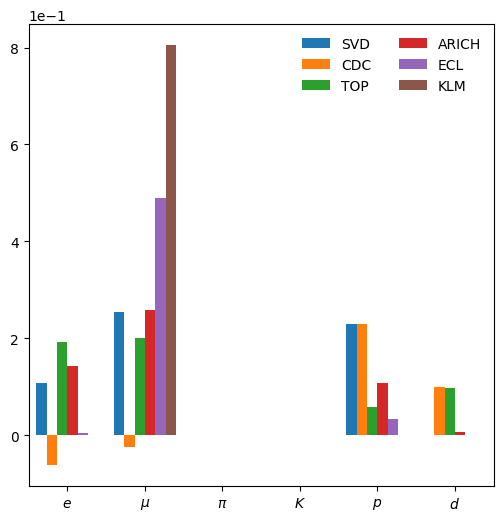 1e−1
SVD ARICH
CDC ECL
TOP KLM
8
6
4
2
0
e μ π K p d